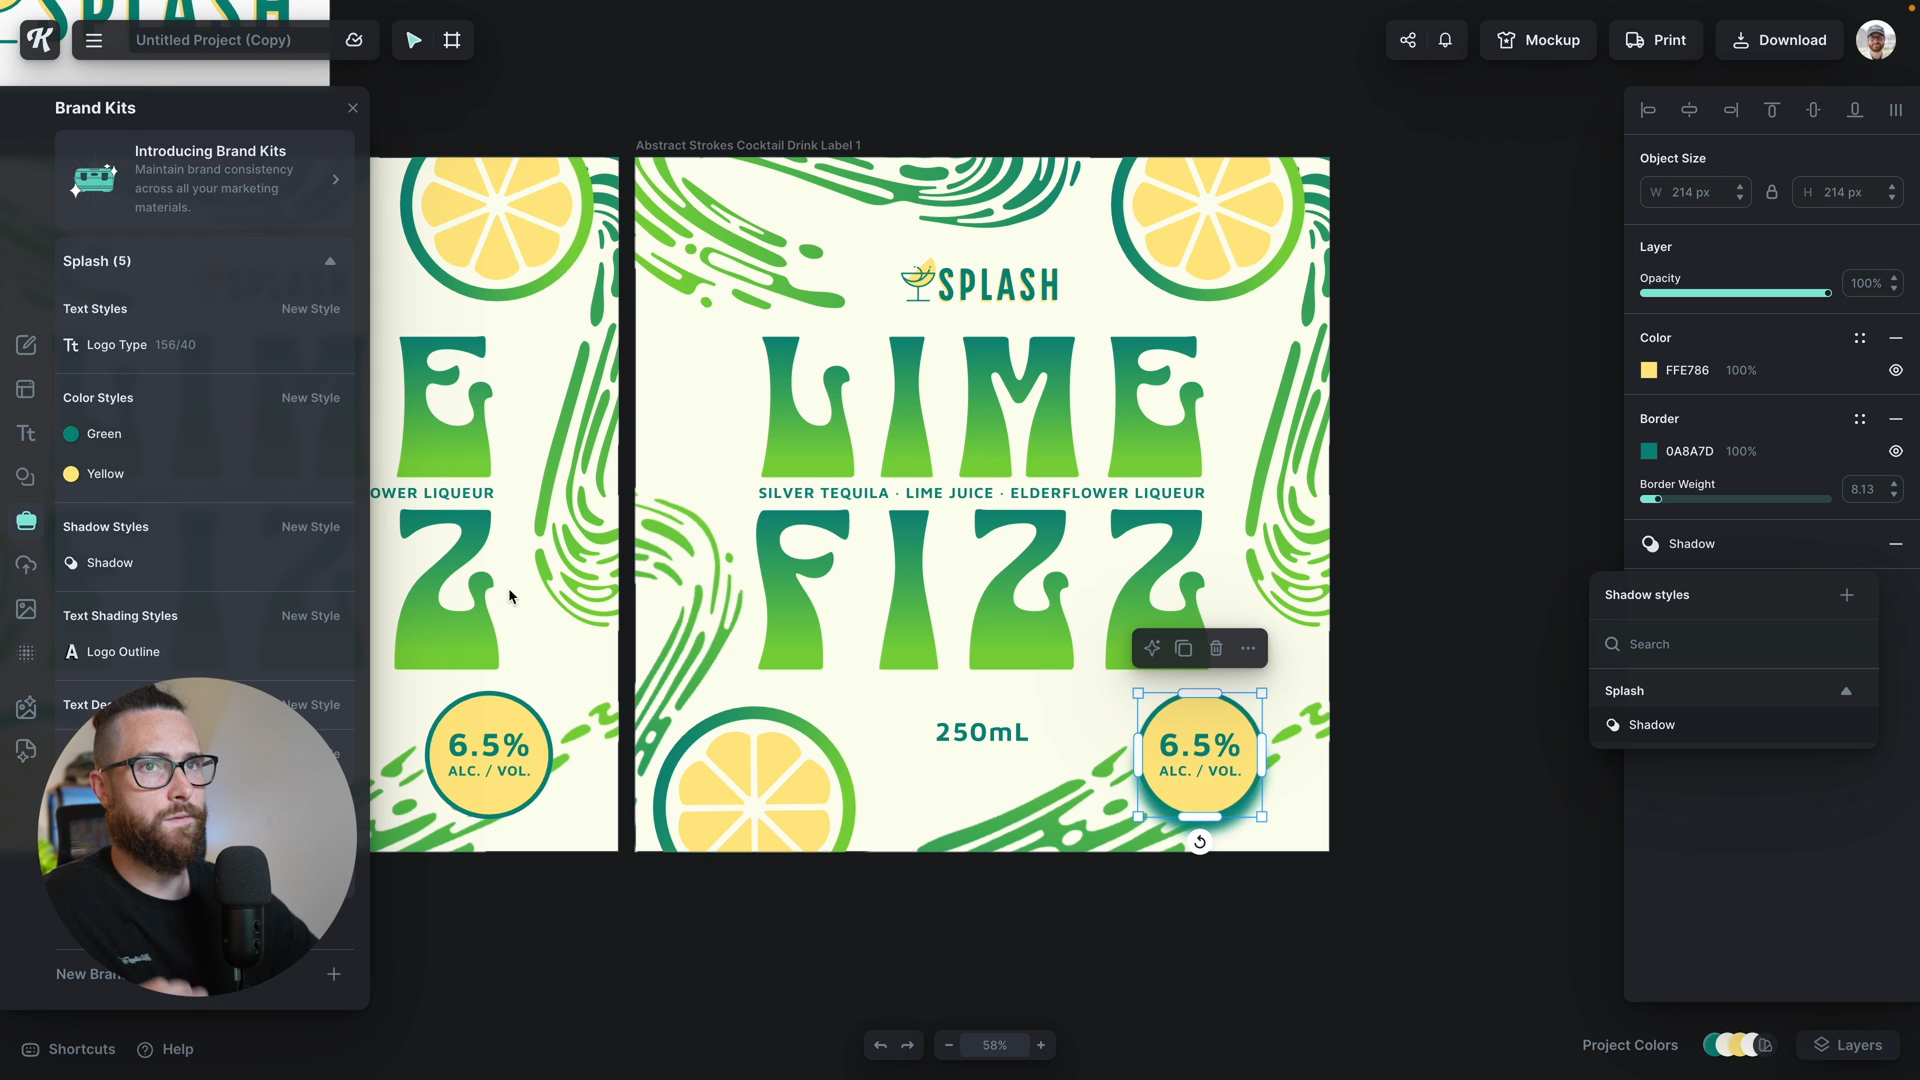 SPLASH
K
Untitled Project (Copy)
Mockup
Print
Download
Brand Kits
Introducing Brand Kits
Maintain brand consistency
across all your marketing
materials.
Splash (5)
Text Styles
New Style
Tt Logo Type 156/40
Color Styles
New Style
Green
Yellow
Shadow Styles
New Style
Shadow
Text Shading Styles
New Style
A Logo Outline
New Style
New
Tt
Abstract Strokes Cocktail Drink Label 1
E
OWER LIQUEUR
Z
6.5%
ALC. / VOL.
SPLASH
LIME
SILVER TEQUILA · LIME JUICE · ELDERFLOWER LIQUEUR
FIZZ
250mL
6.5%
ALC. / VOL.
Object Size
W 214 px
H 214 px
Layer
Opacity
100%
Color
FFE786 100%
Border
0A8A7D 100%
Border Weight
8.13
Shadow
Shadow styles
Search
Splash
Shadow
Shortcuts
Help
58%
Project Colors
Layers